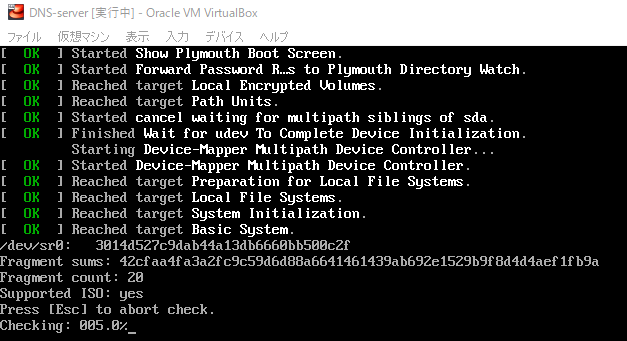 DNS-server [実行中] - Oracle VM VirtualBox
ファイル 仮想マシン 表示 入力 デバイス ヘルプ
[  OK  ] Started Show Plymouth Boot Screen.
[  OK  ] Started Forward Password R…s to Plymouth Directory Watch.
[  OK  ] Reached target Local Encrypted Volumes.
[  OK  ] Reached target Path Units.
[  OK  ] Started cancel waiting for multipath siblings of sda.
[  OK  ] Finished Wait for udev To Complete Device Initialization.
Starting Device-Mapper Multipath Device Controller...
[  OK  ] Started Device-Mapper Multipath Device Controller.
[  OK  ] Reached target Preparation for Local File Systems.
[  OK  ] Reached target Local File Systems.
[  OK  ] Reached target System Initialization.
[  OK  ] Reached target Basic System.
/dev/sr0:   3014d527c9dab44a13db6660bb500c2f
Fragment sums: 42cfaa4fa3a2fc9c59d6d88a6641461439ab692e1529b9f8d4d4aef1fb9a
Fragment count: 20
Supported ISO: yes
Press [Esc] to abort check.
Checking: 005.0%_